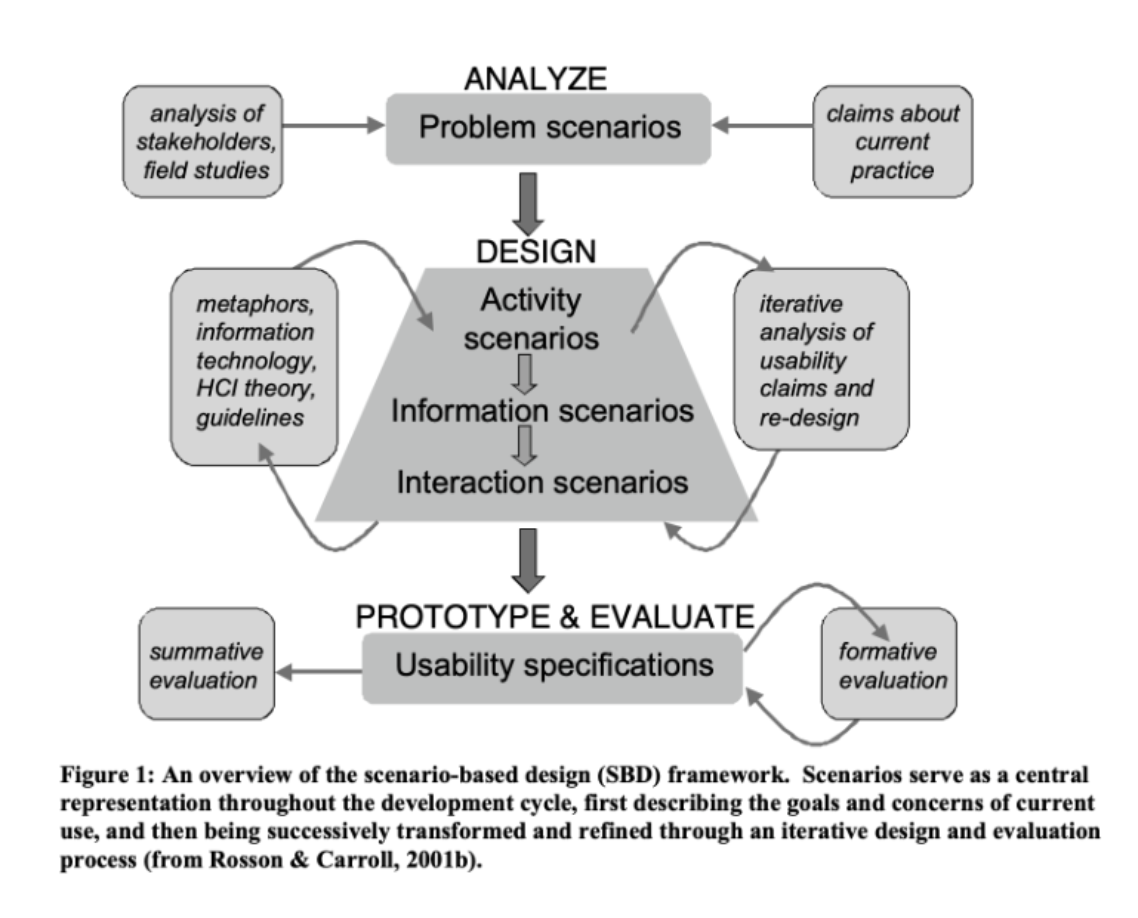 ANALYZE
analysis of
stakeholders,
field studies
Problem scenarios
claims about
current
practice
DESIGN
metaphors,
information
technology,
HCI theory,
guidelines
Activity
scenarios
Information scenarios
Interaction scenarios
iterative
analysis of
usability
claims and
re-design
PROTOTYPE & EVALUATE
summative
evaluation
Usability specifications
formative
evaluation
Figure 1: An overview of the scenario-based design (SBD) framework.  Scenarios serve as a central
representation throughout the development cycle, first describing the goals and concerns of current
use, and then being successively transformed and refined through an iterative design and evaluation
process (from Rosson & Carroll, 2001b).